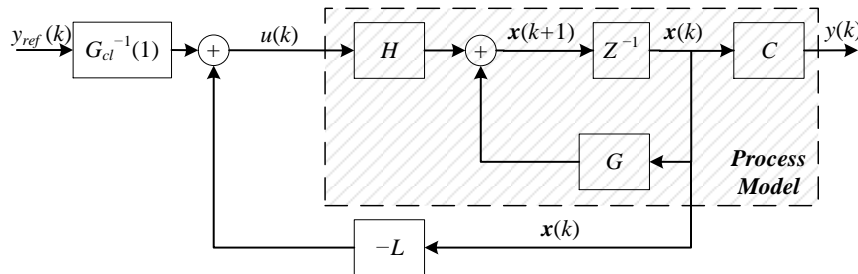 y_ref(k)
G_cl^-1(1)
+
u(k)
H
+
x(k+1)
Z^-1
x(k)
C
y(k)
G
Process
Model
x(k)
−L